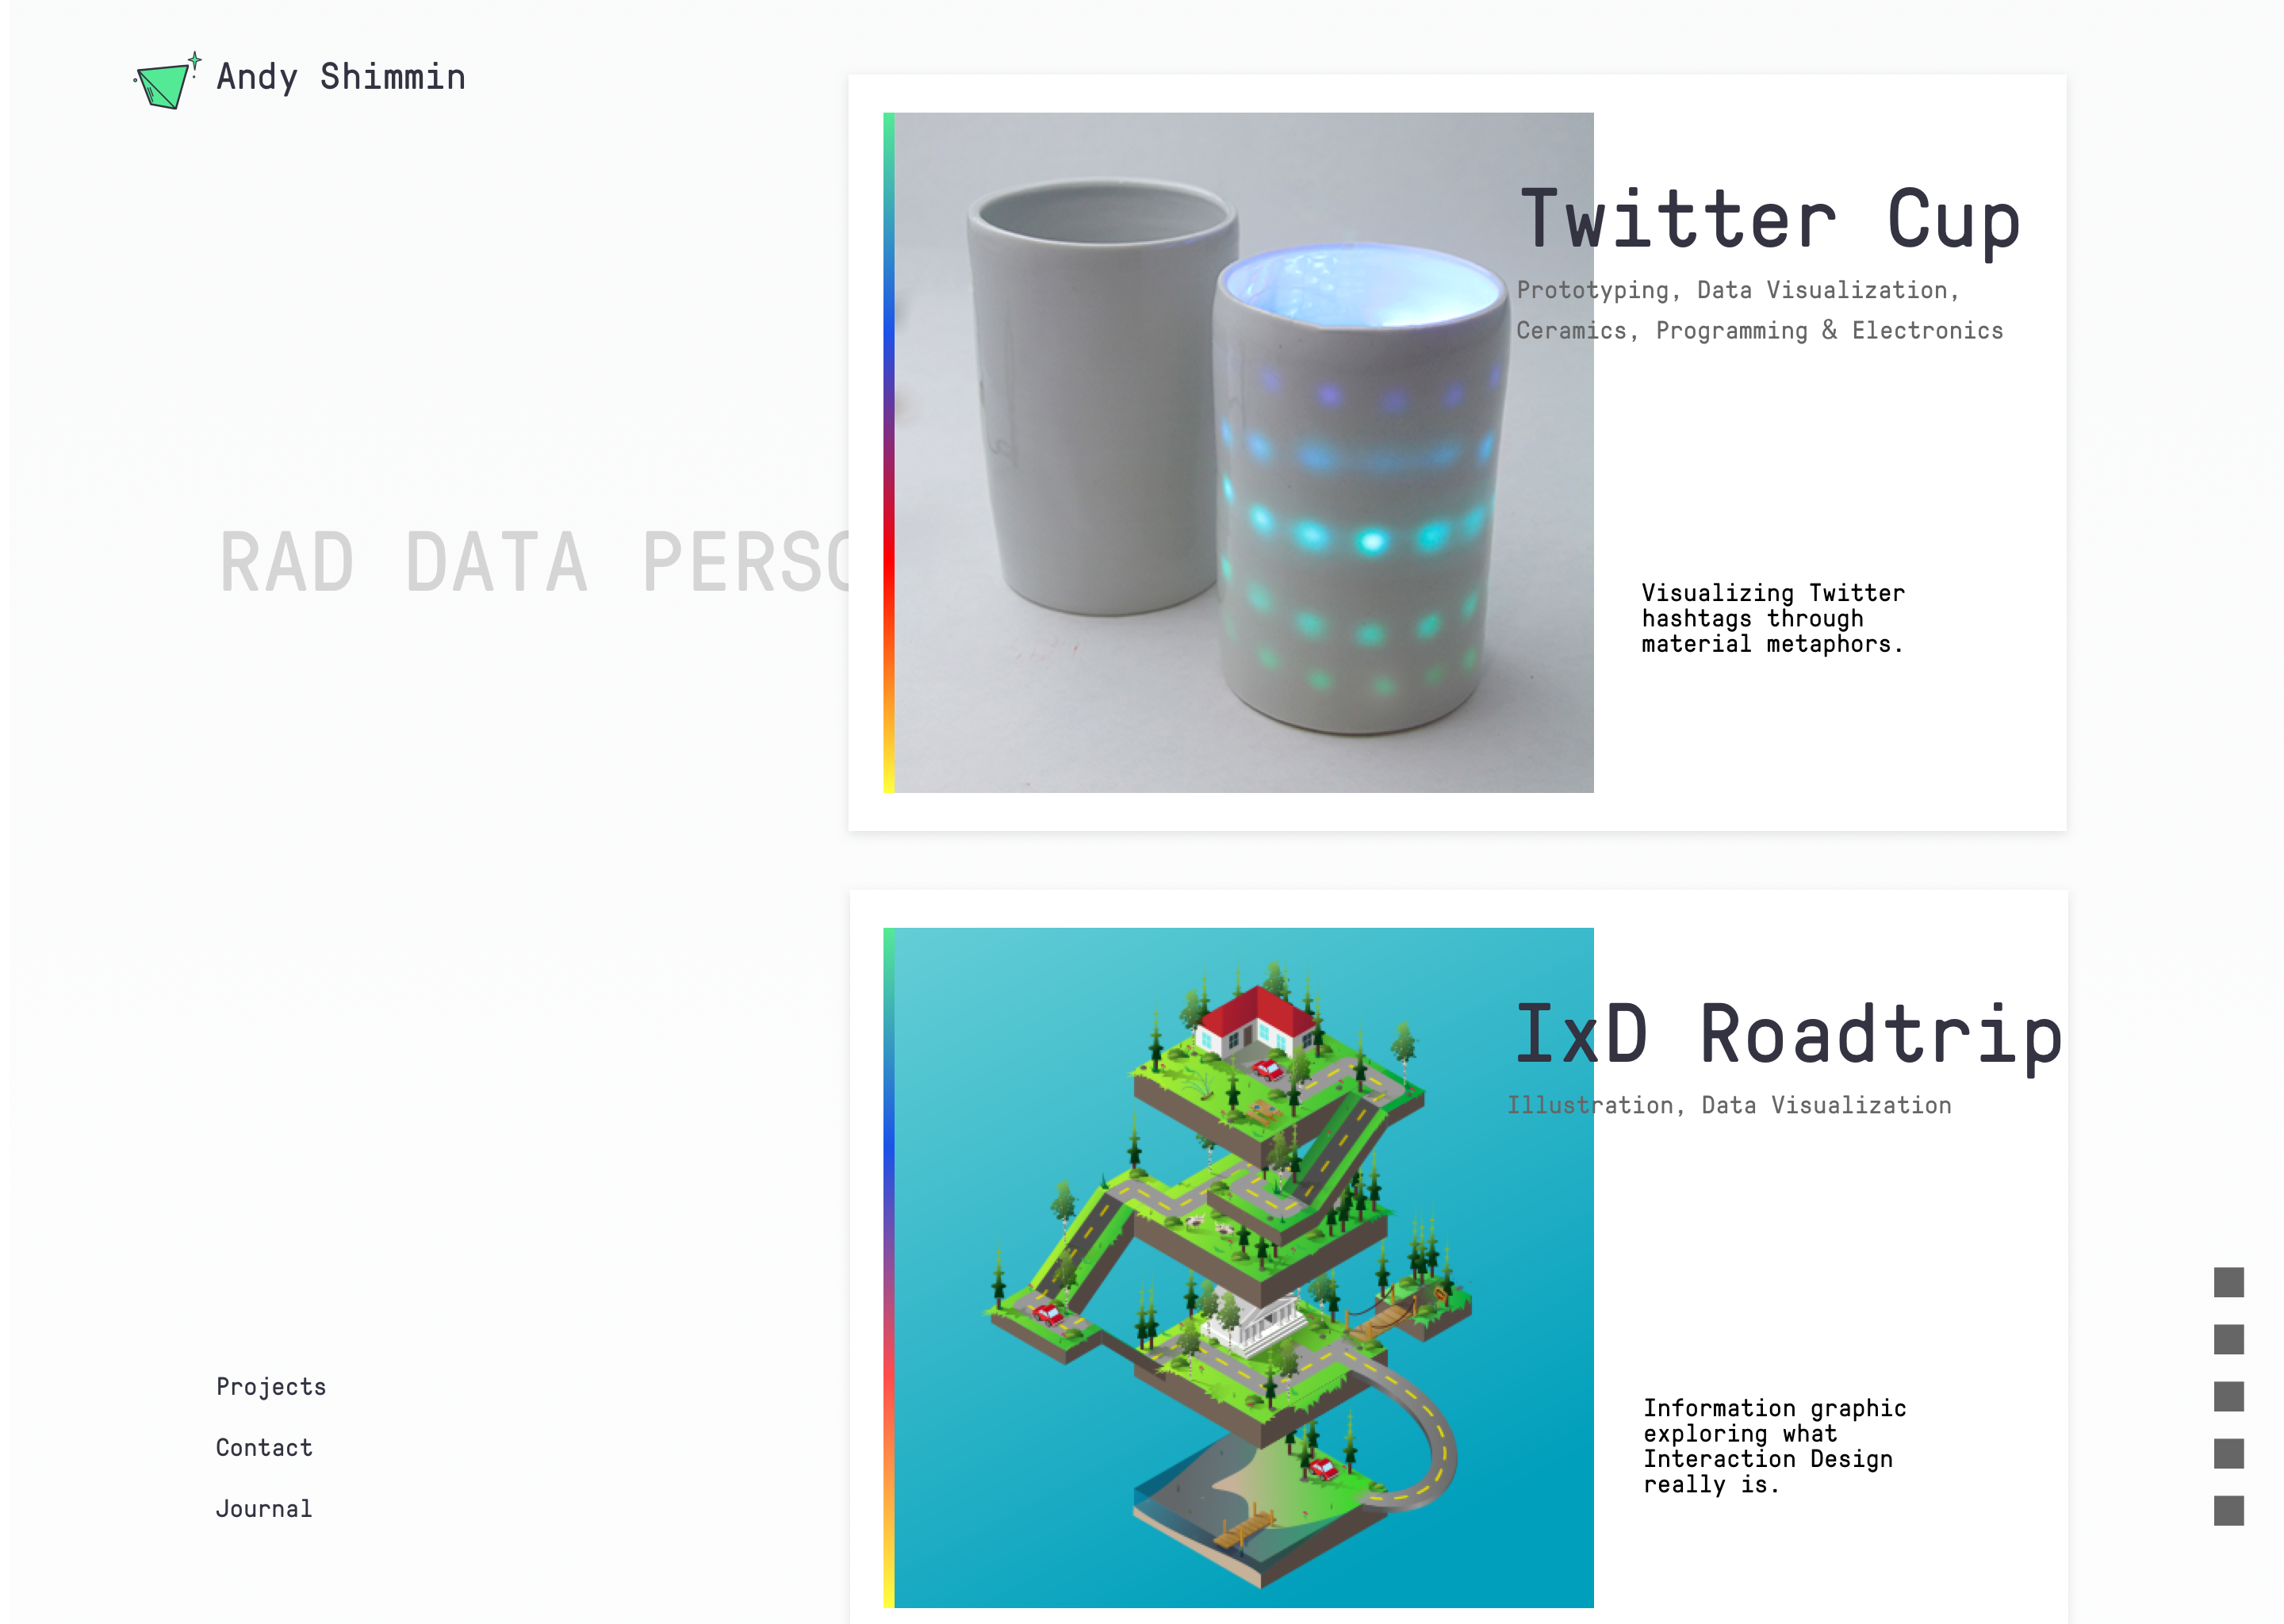 Andy Shimmin
RAD DATA
Twitter Cup
Prototyping, Data Visualization,
Ceramics, Programming & Electronics
Visualizing Twitter
hashtags through
material metaphors.
IxD Roadtrip
Illustration, Data Visualization
Information graphic
exploring what
Interaction Design
really is.
Projects
Contact
Journal